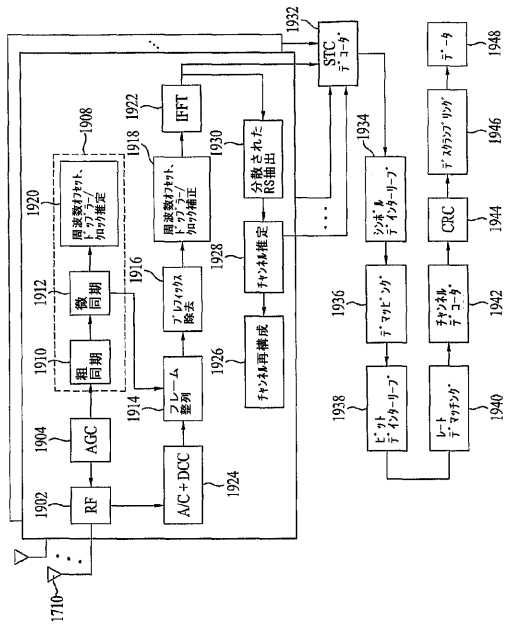 1710
1902
RF
1904
AGC
1908
1910
粗同期
1912
微同期
1920
周波数オフセット、
ドップラー/
クロック推定
1924
A/C+DCC
1914
フレーム
整列
1916
プレフィックス
除去
1918
周波数オフセット、
ドップラー/
クロック補正
1922
IFFT
1930
分散された
RS抽出
1928
チャンネル推定
1926
チャンネル再構成
1932
STC
デコーダ
1934
シンボル
デインターリーブ
1936
デマッピング
1938
ビット
デインターリーブ
1940
レート
デマッチング
1942
チャンネル
デコーダ
1944
CRC
1946
デスクランブリング
1948
データ